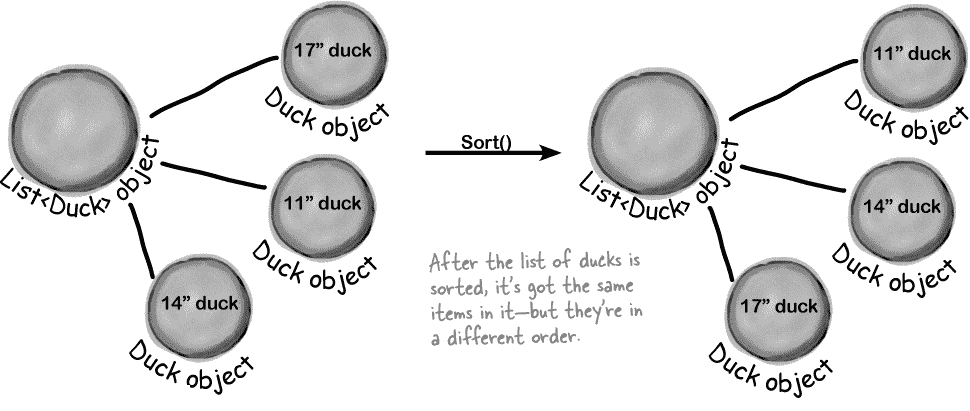 17” duck
Duck object
List<Duck> object
11” duck
Duck object
14” duck
Duck object
Sort()
After the list of ducks is
sorted, it’s got the same
items in it—but they’re in
a different order.
11” duck
Duck object
List<Duck> object
14” duck
Duck object
17” duck
Duck object